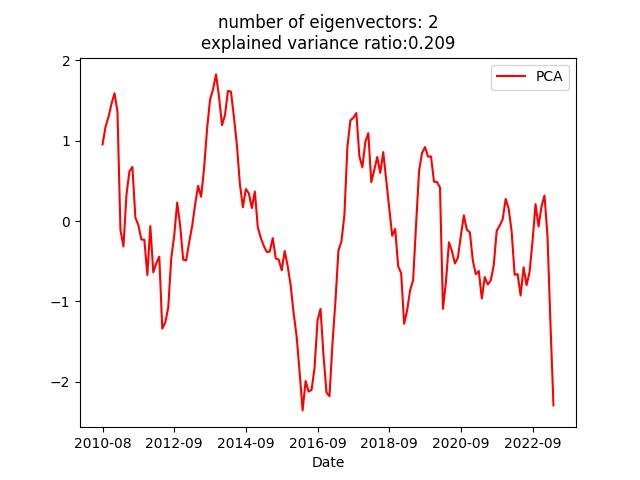 number of eigenvectors: 2
explained variance ratio:0.209
PCA
2
1
0
−1
−2
2010-08 2012-09 2014-09 2016-09 2018-09 2020-09 2022-09
Date